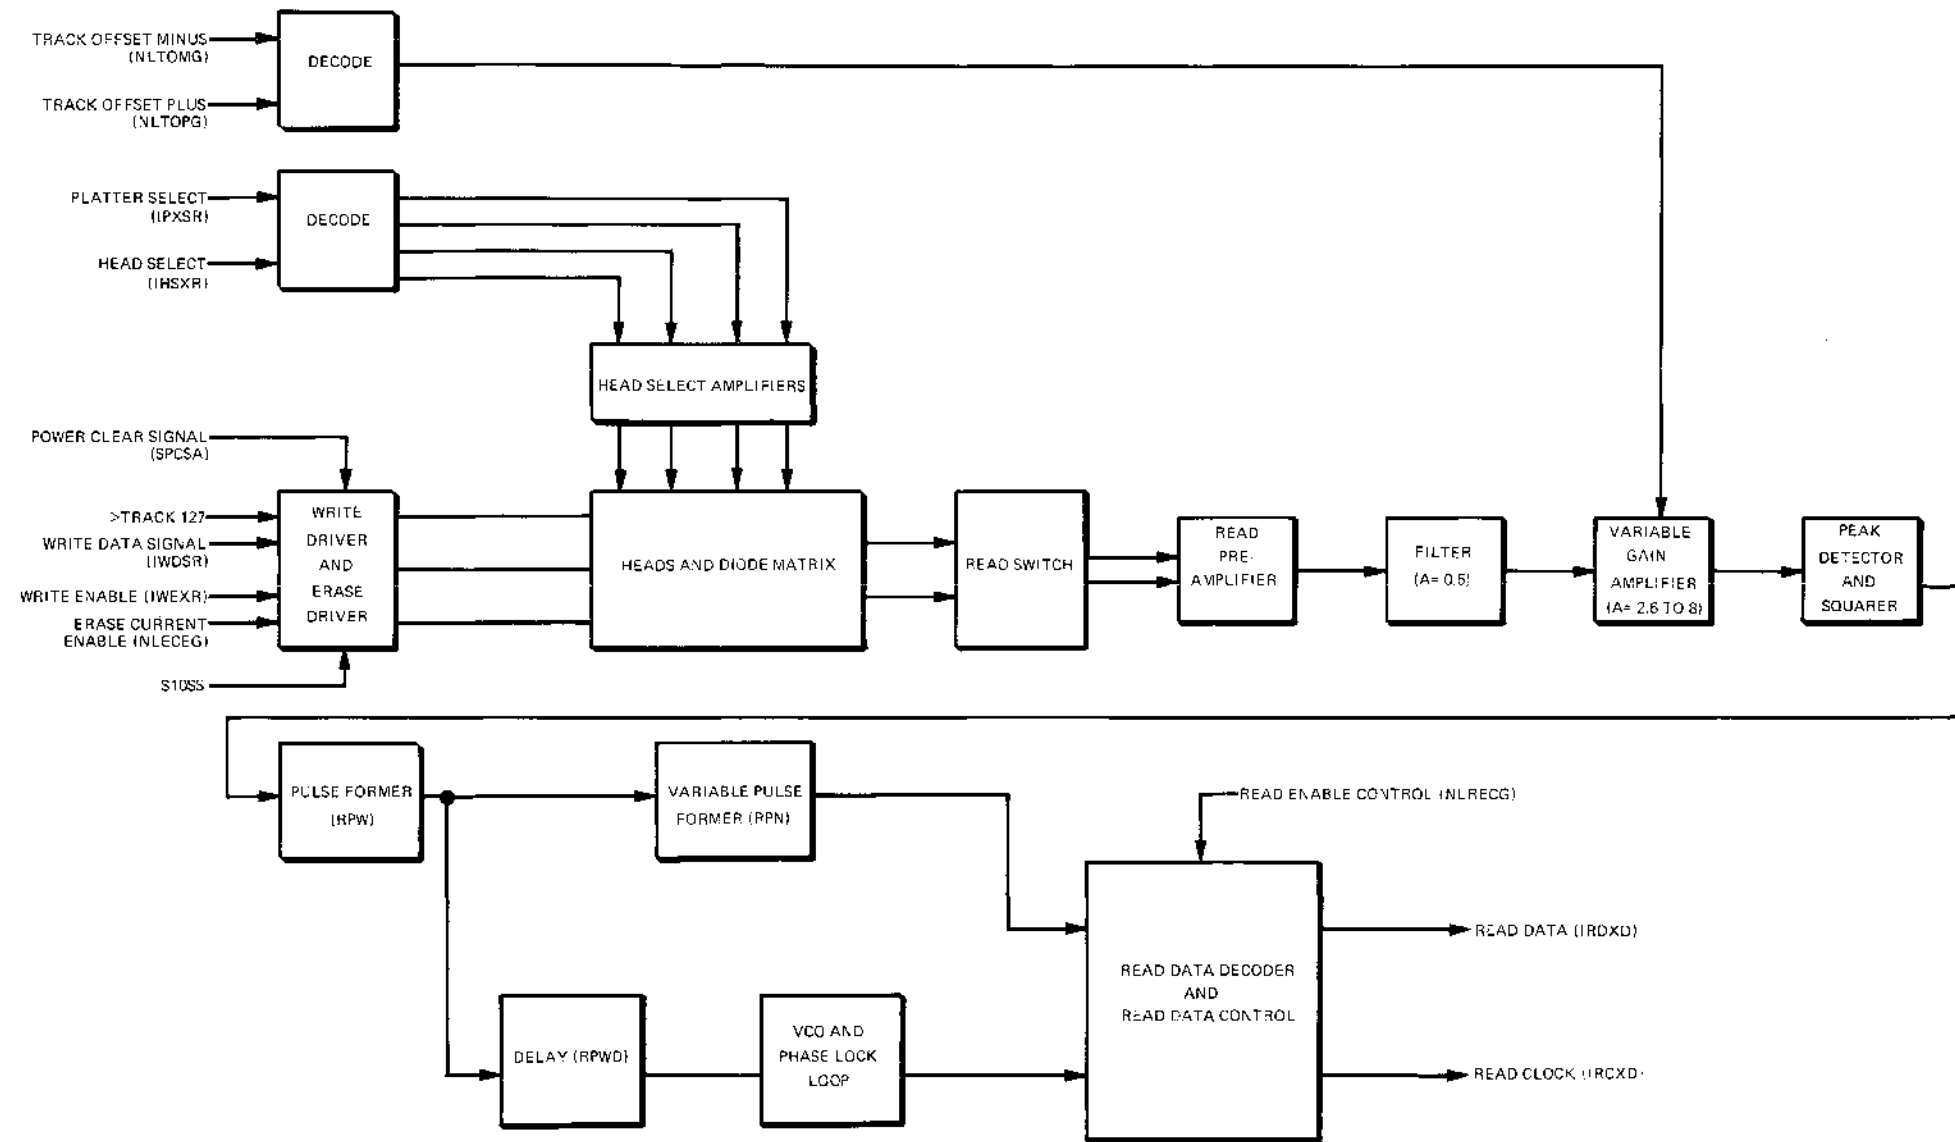 TRACK OFFSET MINUS
(NLTOMG)
TRACK OFFSET PLUS
(NLTOPG)
DECODE
PLATTER SELECT
(IPXSR)
HEAD SELECT
(IHSXR)
DECODE
HEAD SELECT AMPLIFIERS
POWER CLEAR SIGNAL
(SPCSA)
>TRACK 127
WRITE DATA SIGNAL
(IWDSR)
WRITE ENABLE (IWEXR)
ERASE CURRENT
ENABLE (NLECEG)
S10SS
WRITE
DRIVER
AND
ERASE
DRIVER
HEADS AND DIODE MATRIX
READ SWITCH
READ
PRE-
AMPLIFIER
FILTER
(A= 0.5)
VARIABLE
GAIN
AMPLIFIER
(A= 2.6 TO 8)
PEAK
DETECTOR
AND
SQUARER
PULSE FORMER
(RPW)
VARIABLE PULSE
FORMER (RPN)
READ ENABLE CONTROL (NLRECG)
DELAY (RPWD)
VCO AND
PHASE LOCK
LOOP
READ DATA DECODER
AND
READ DATA CONTROL
READ DATA (IRDXD)
READ CLOCK (IRCXD)